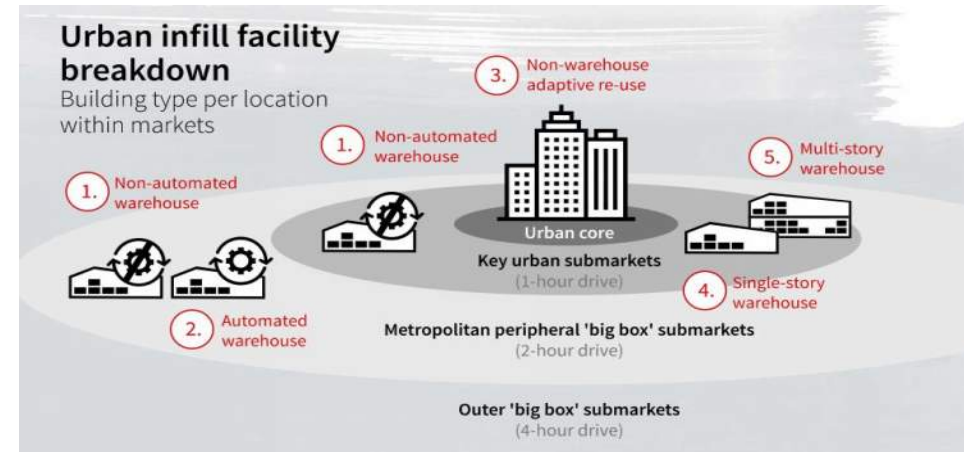 Urban infill facility
breakdown
Building type per location
within markets
3.
Non-warehouse
adaptive re-use
1.
Non-automated
warehouse
5.
Multi-story
warehouse
1.
Non-automated
warehouse
Urban core
Key urban submarkets
(1-hour drive)
4.
Single-story
warehouse
2.
Automated
warehouse
Metropolitan peripheral 'big box' submarkets
(2-hour drive)
Outer 'big box' submarkets
(4-hour drive)